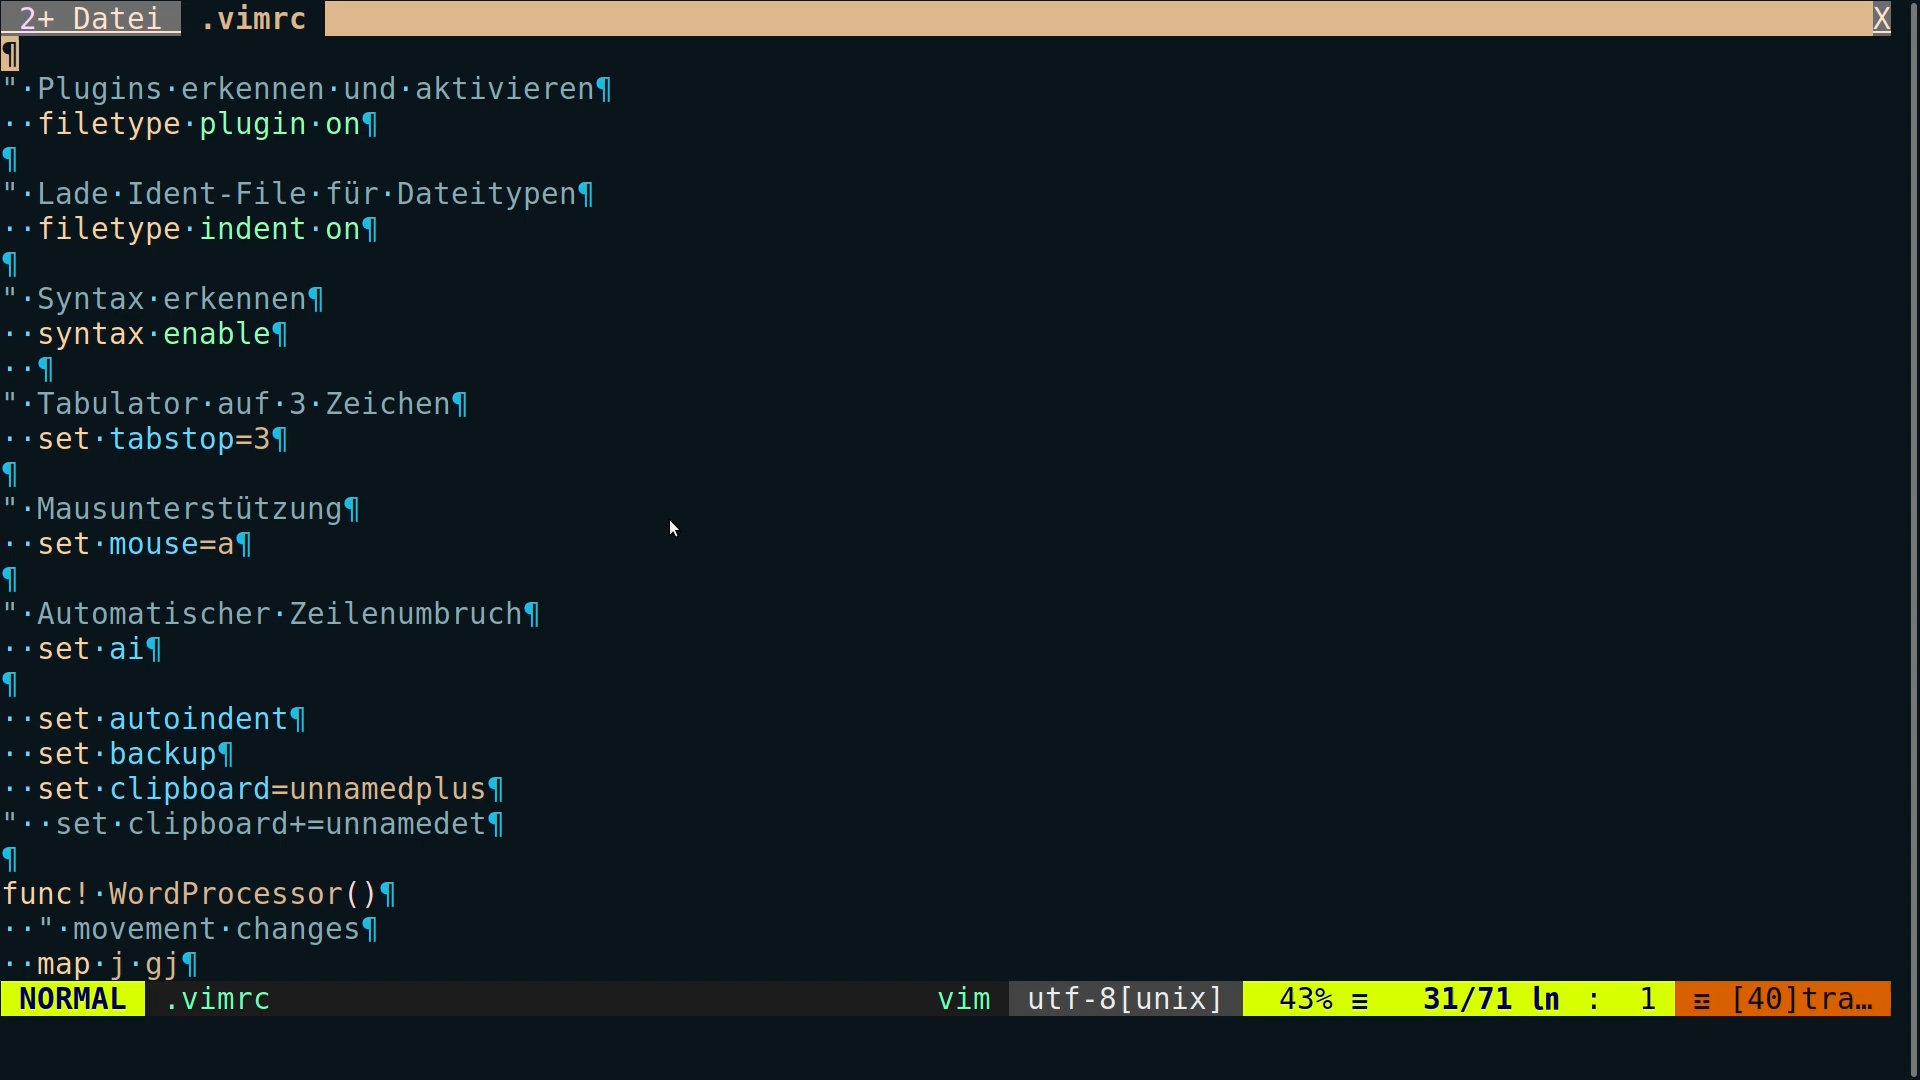 2+ Datei .vimrc X
¶
"·Plugins·erkennen·und·aktivieren¶
··filetype·plugin·on¶
¶
"·Lade·Ident-File·für·Dateitypen¶
··filetype·indent·on¶
¶
"·Syntax·erkennen¶
··syntax·enable¶
··¶
"·Tabulator·auf·3·Zeichen¶
··set·tabstop=3¶
¶
"·Mausunterstützung¶
··set·mouse=a¶
¶
"·Automatischer·Zeilenumbruch¶
··set·ai¶
¶
··set·autoindent¶
··set·backup¶
··set·clipboard=unnamedplus¶
"··set·clipboard+=unnamedet¶
¶
func!·WordProcessor()¶
··"·movement·changes¶
··map·j·gj¶
NORMAL .vimrc vim utf-8[unix] 43% ≡ 31/71 ln : 1 ≡ [40]tra…